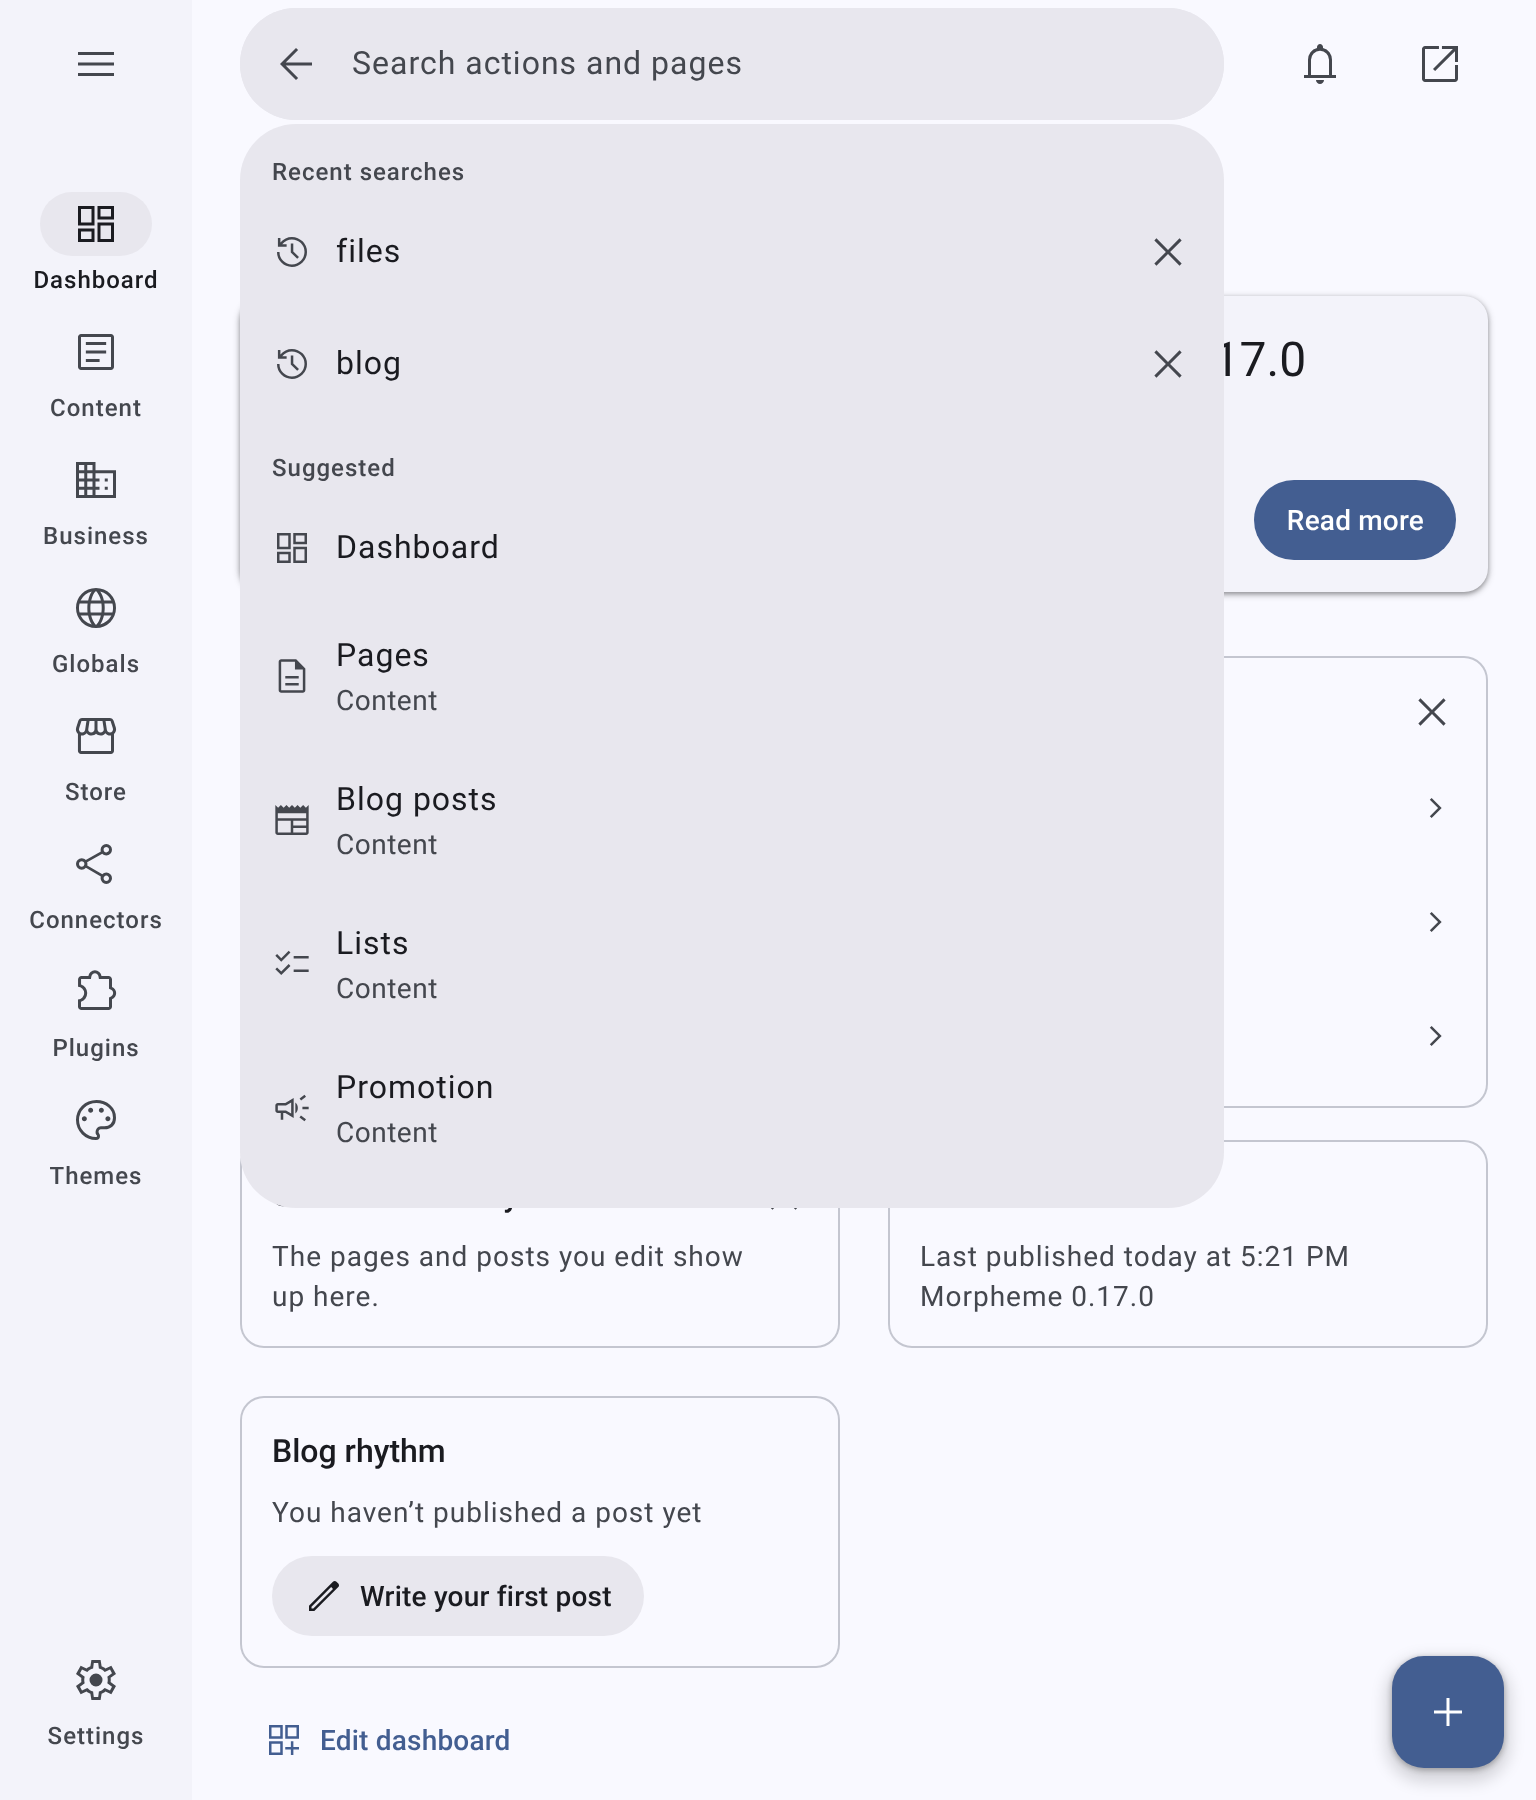 Search actions and pages
Recent searches
files
blog
Suggested
Dashboard
Pages
Content
Blog posts
Content
Lists
Content
Promotion
Content
Dashboard
Content
Business
Globals
Store
Connectors
Plugins
Themes
Settings
17.0
Read more
The pages and posts you edit show
up here.
Last published today at 5:21 PM
Morpheme 0.17.0
Blog rhythm
You haven’t published a post yet
Write your first post
Edit dashboard